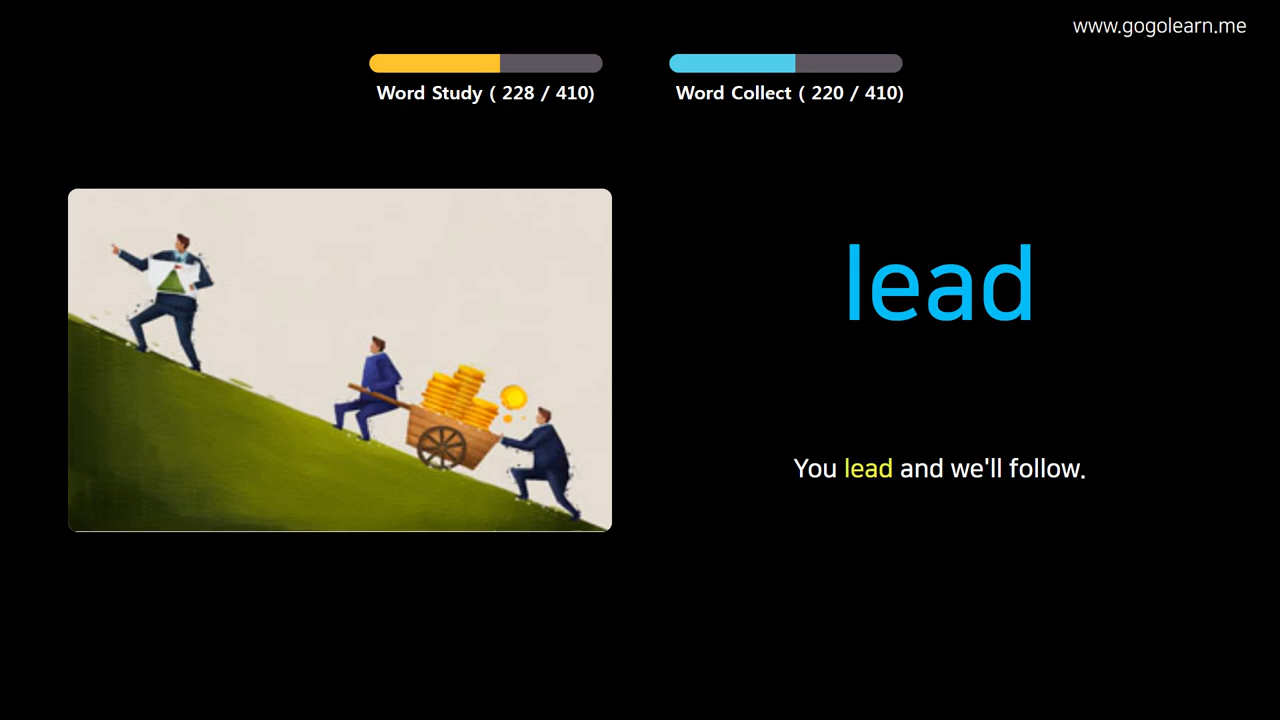 www.gogolearn.me
Word Study ( 228 / 410)
Word Collect ( 220 / 410)
lead
You lead and we'll follow.